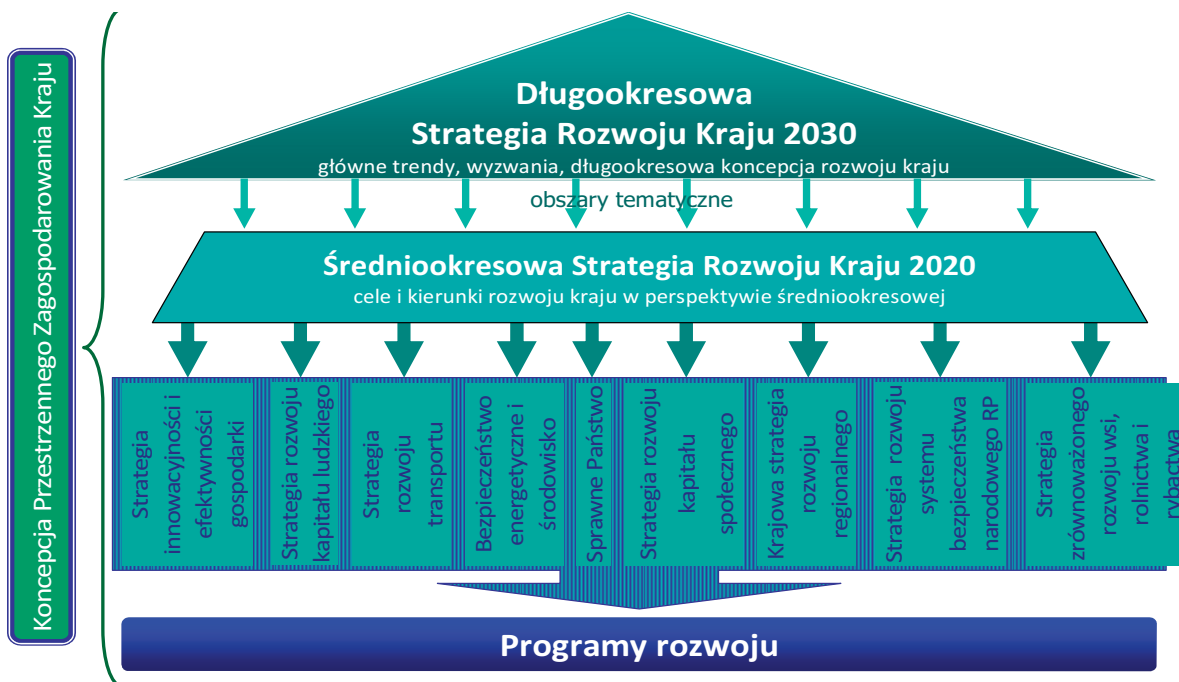 Koncepcja Przestrzennego Zagospodarowania Kraju
Długookresowa
Strategia Rozwoju Kraju 2030
główne trendy, wyzwania, długookresowa koncepcja rozwoju kraju
obszary tematyczne
Średniookresowa Strategia Rozwoju Kraju 2020
cele i kierunki rozwoju kraju w perspektywie średniookresowej
Strategia
innowacyjności i
efektywności
gospodarki
Strategia rozwoju
kapitału ludzkiego
Strategia
rozwoju
transportu
Bezpieczeństwo
energetyczne i
środowisko
Sprawne Państwo
Strategia rozwoju
kapitału
społecznego
Krajowa strategia
rozwoju
regionalnego
Strategia rozwoju
systemu
bezpieczeństwa
narodowego RP
Strategia
zrównoważonego
rozwoju wsi,
rolnictwa i
rybactwa
Programy rozwoju